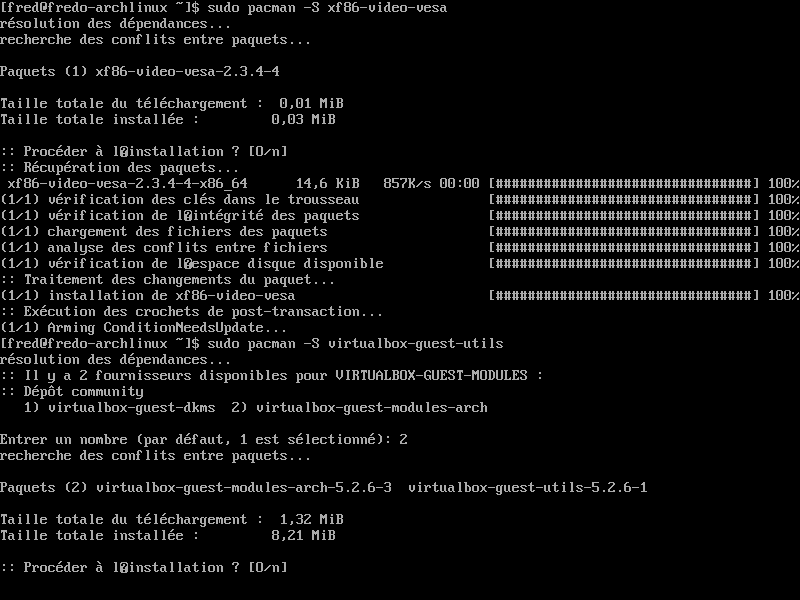 [fred@fredo-archlinux ~]$ sudo pacman -S xf86-video-vesa
résolution des dépendances...
recherche des conflits entre paquets...
Paquets (1) xf86-video-vesa-2.3.4-4
Taille totale du téléchargement :  0,01 MiB
Taille totale installée :         0,03 MiB
:: Procéder à l�installation ? [O/n]
:: Récupération des paquets...
 xf86-video-vesa-2.3.4-4-x86_64      14,6 KiB   857K/s 00:00 [################################] 100%
(1/1) vérification des clés dans le trousseau                [################################] 100%
(1/1) vérification de l�intégrité des paquets                [################################] 100%
(1/1) chargement des fichiers des paquets                    [################################] 100%
(1/1) analyse des conflits entre fichiers                    [################################] 100%
(1/1) vérification de l�espace disque disponible             [################################] 100%
:: Traitement des changements du paquet...
(1/1) installation de xf86-video-vesa                        [################################] 100%
:: Exécution des crochets de post-transaction...
(1/1) Arming ConditionNeedsUpdate...
[fred@fredo-archlinux ~]$ sudo pacman -S virtualbox-guest-utils
résolution des dépendances...
:: Il y a 2 fournisseurs disponibles pour VIRTUALBOX-GUEST-MODULES :
:: Dépôt community
   1) virtualbox-guest-dkms  2) virtualbox-guest-modules-arch
Entrer un nombre (par défaut, 1 est sélectionné): 2
recherche des conflits entre paquets...
Paquets (2) virtualbox-guest-modules-arch-5.2.6-3  virtualbox-guest-utils-5.2.6-1
Taille totale du téléchargement :  1,32 MiB
Taille totale installée :         8,21 MiB
:: Procéder à l�installation ? [O/n]